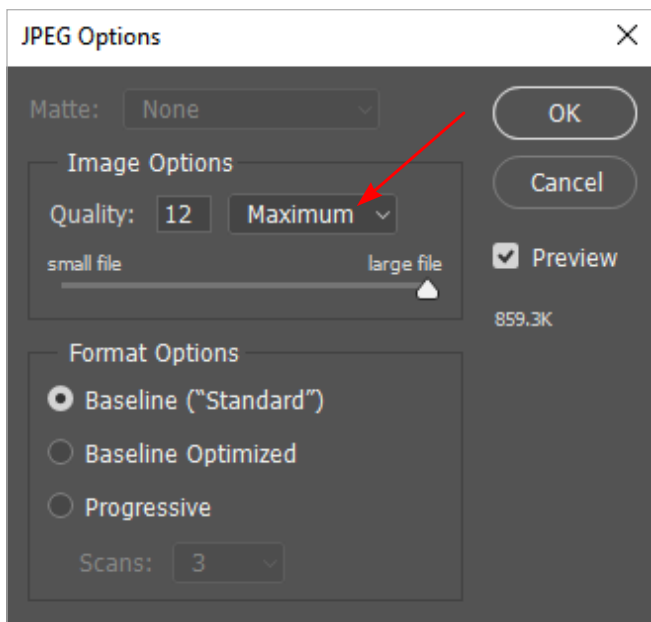 JPEG Options
Matte: None
OK
Image Options
Cancel
Quality: 12 Maximum
small file large file
Preview
859.3K
Format Options
Baseline (“Standard”)
Baseline Optimized
Progressive
Scans: 3